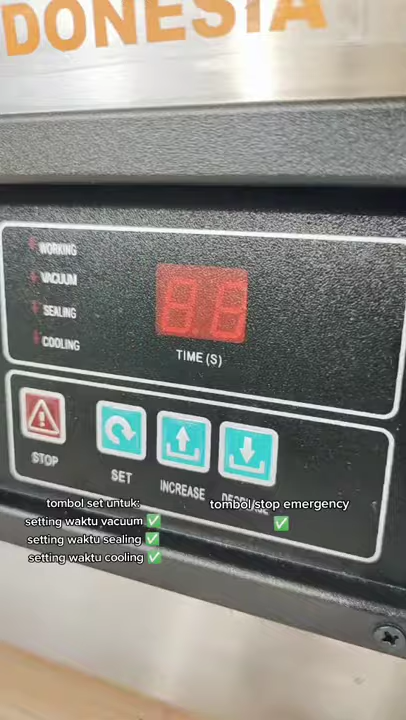 DONESIA
WORKING
VACUUM
SEALING
COOLING
TIME (S)
STOP
SET
INCREASE
tombol set untuk:
setting waktu vacuum ✅
setting waktu sealing ✅
setting waktu cooling ✅
tombol stop emergency
✅